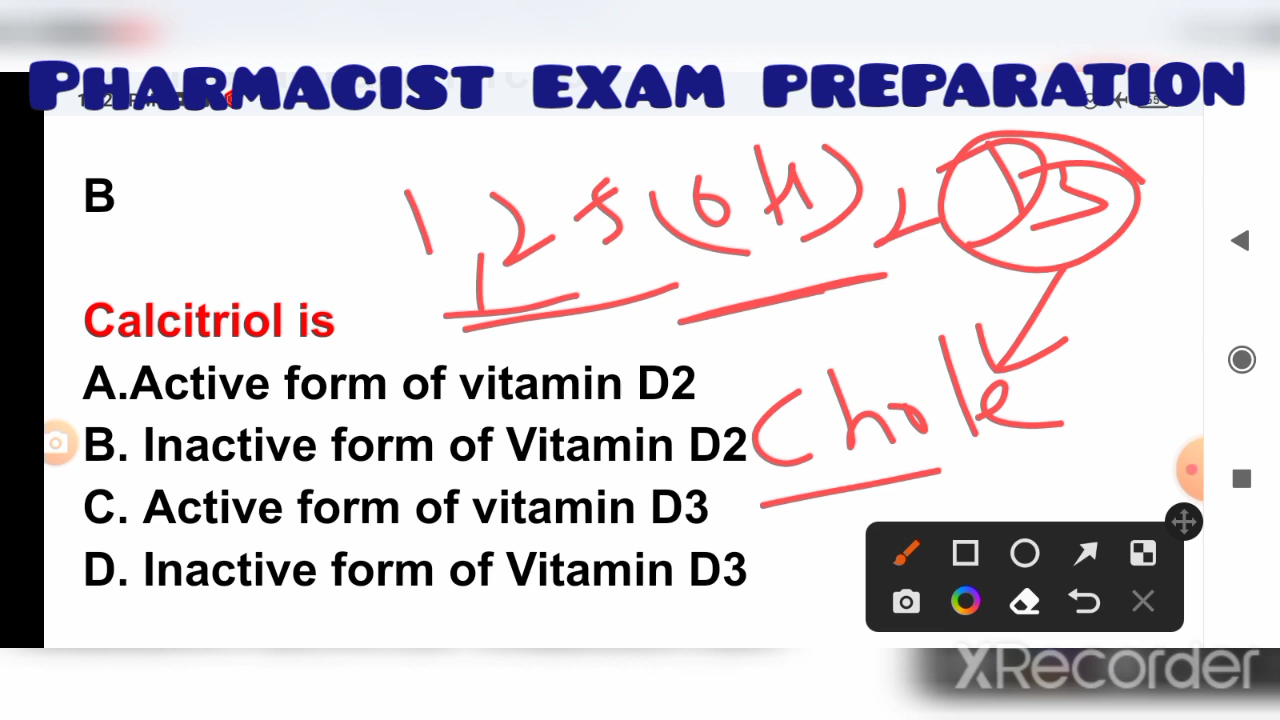 PHARMACIST EXAM PREPARATION
B
1,25(OH)2 D3
Calcitriol is
A.Active form of vitamin D2
Chole
B. Inactive form of Vitamin D2
C. Active form of vitamin D3
D. Inactive form of Vitamin D3
XRecorder